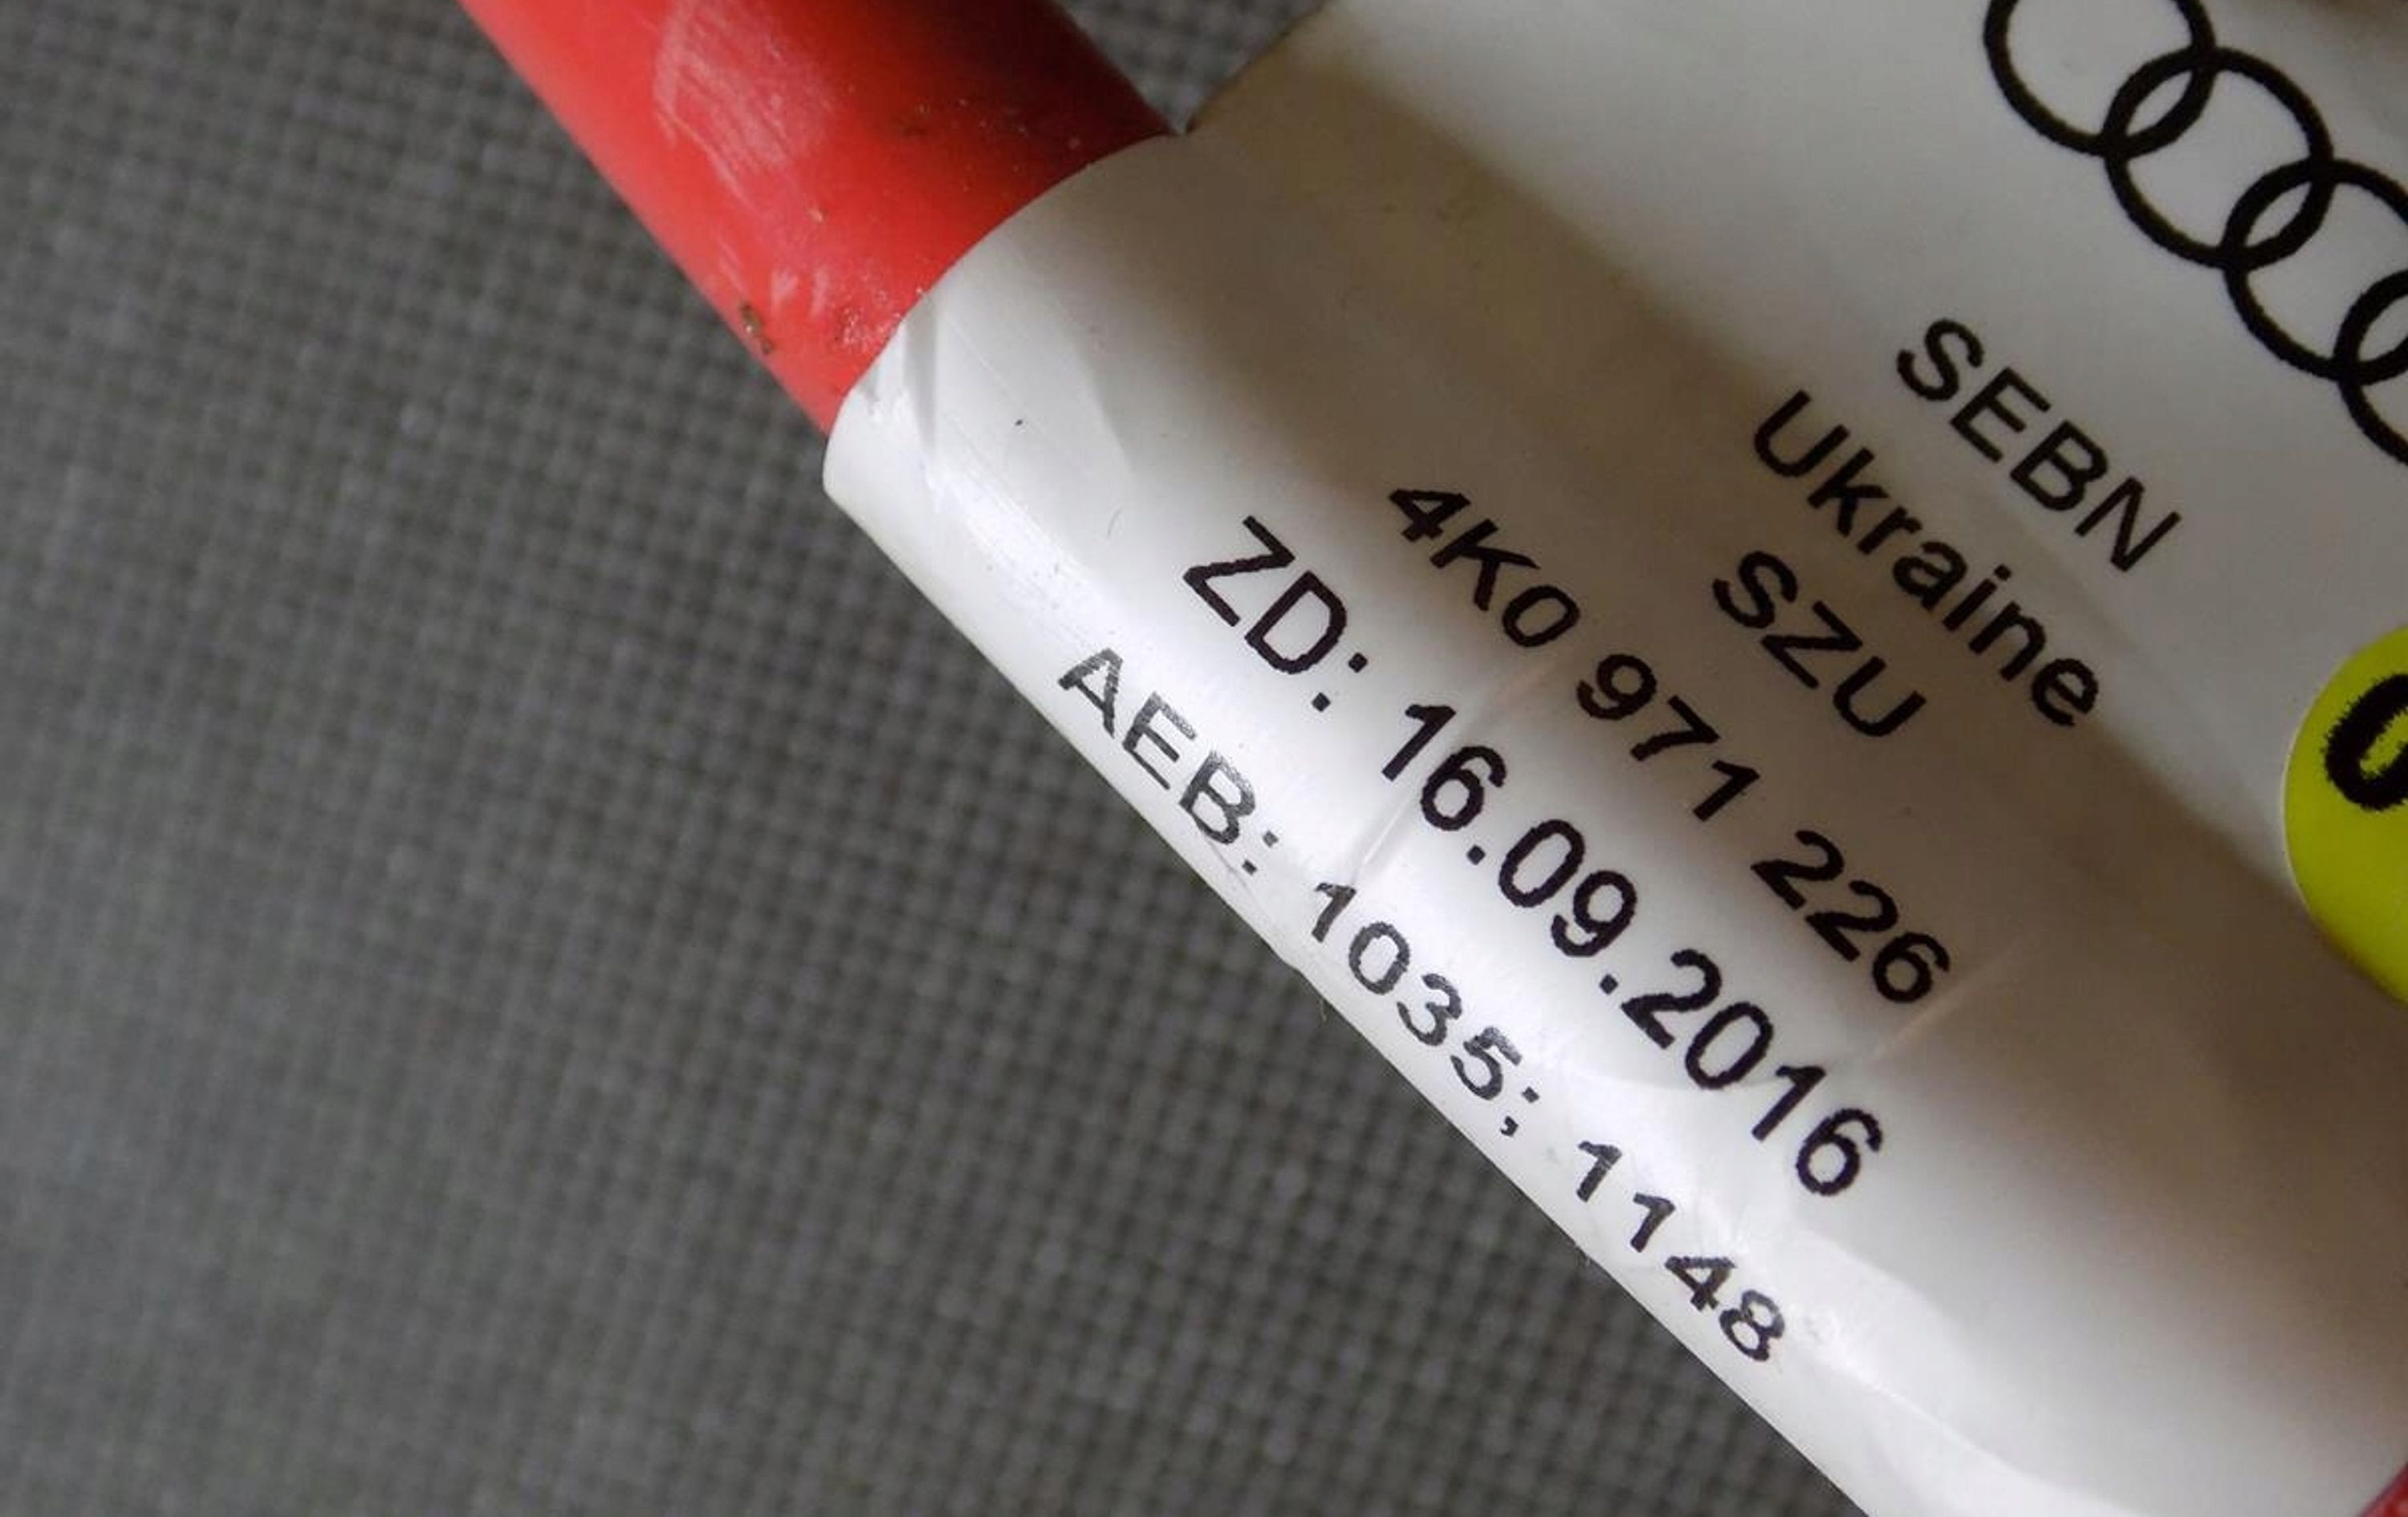 SEBN
Ukraine
SZU
4K0 971 226
ZD: 16.09.2016
AEB: 1035; 1148